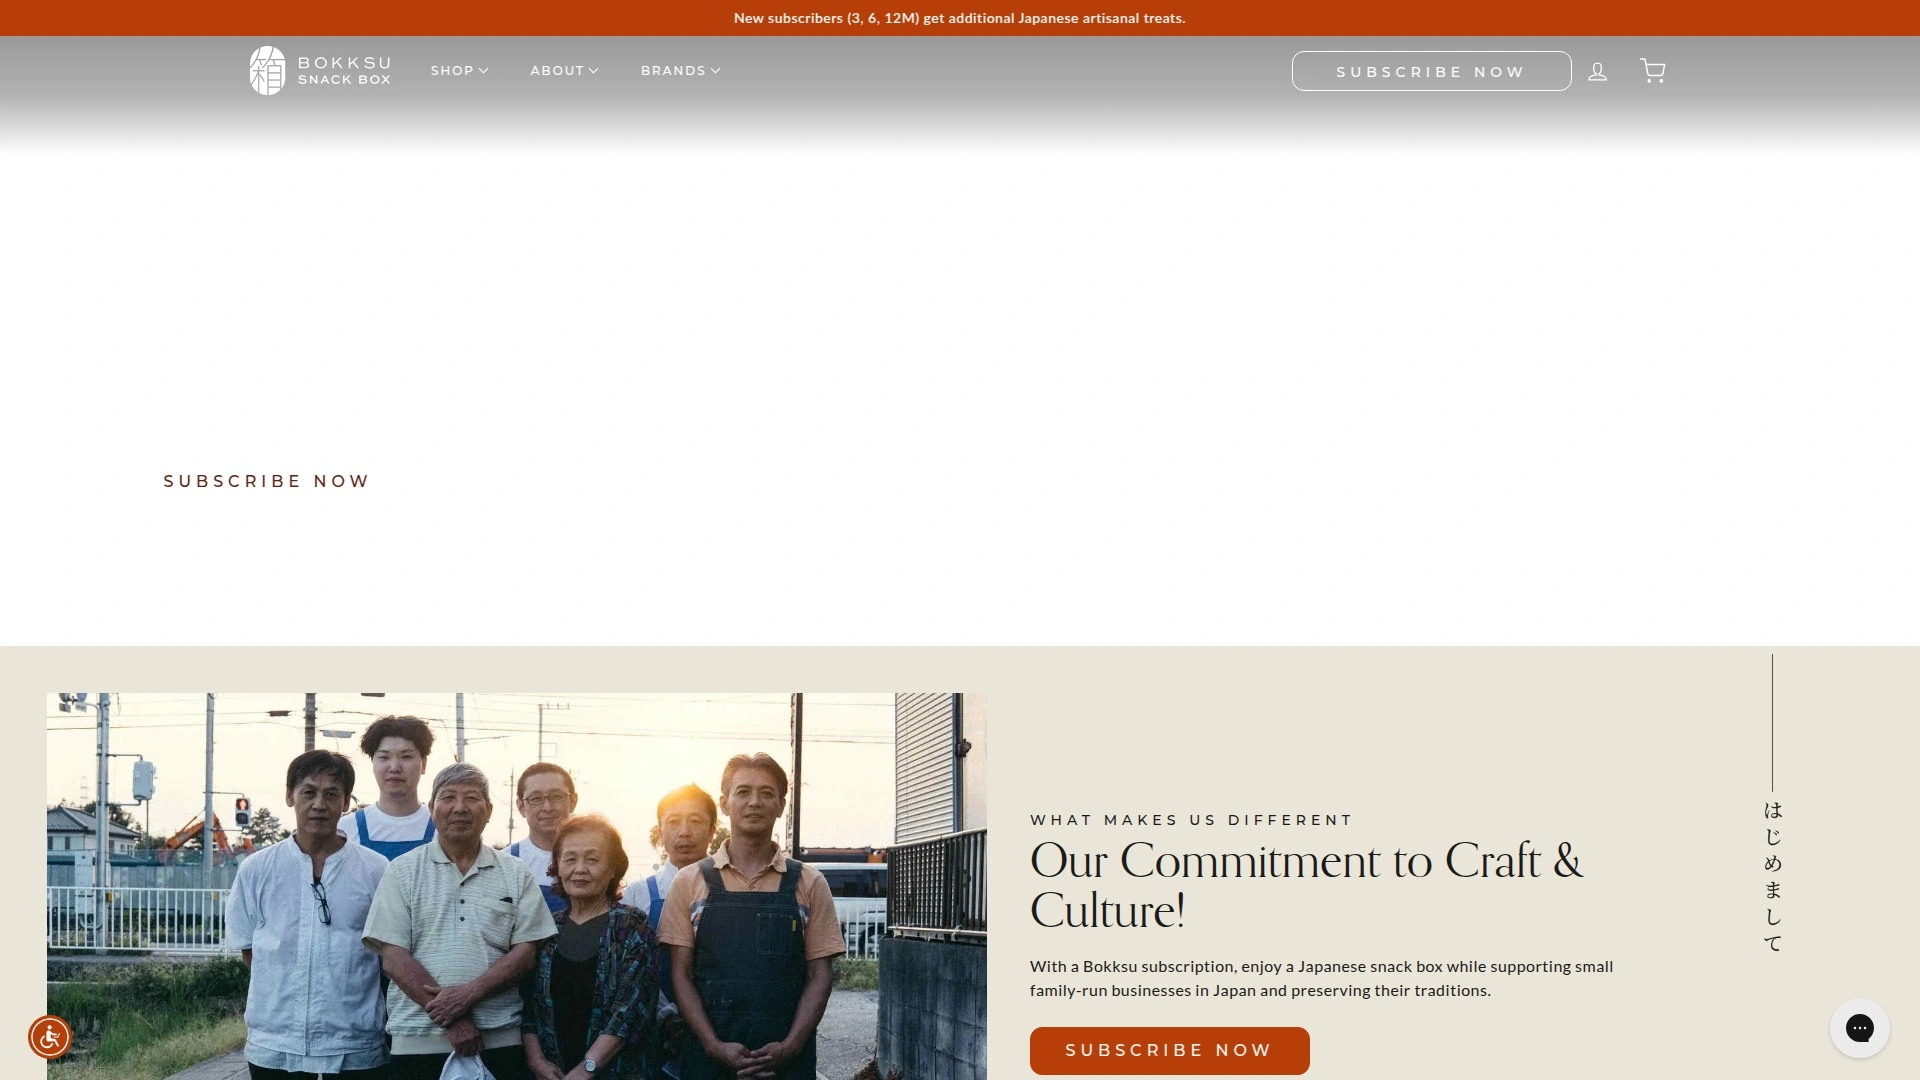 New subscribers (3, 6, 12M) get additional Japanese artisanal treats.
箱
BOKKSU
SNACK BOX
SHOP
ABOUT
BRANDS
SUBSCRIBE NOW
SUBSCRIBE NOW
WHAT MAKES US DIFFERENT
Our Commitment to Craft &
Culture!
With a Bokksu subscription, enjoy a Japanese snack box while supporting small
family-run businesses in Japan and preserving their traditions.
SUBSCRIBE NOW
はじめまして